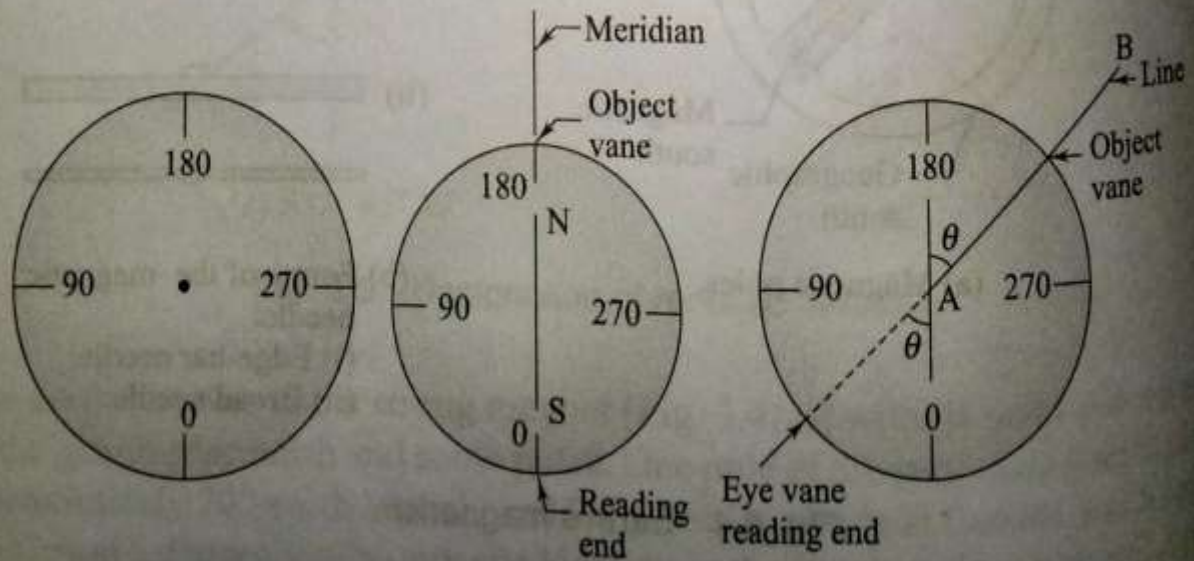 180
90
270
0
Meridian
Object
vane
180
N
90
270
S
0
Reading
end
B
Line
Object
vane
180
θ
90
A
270
θ
0
Eye vane
reading end